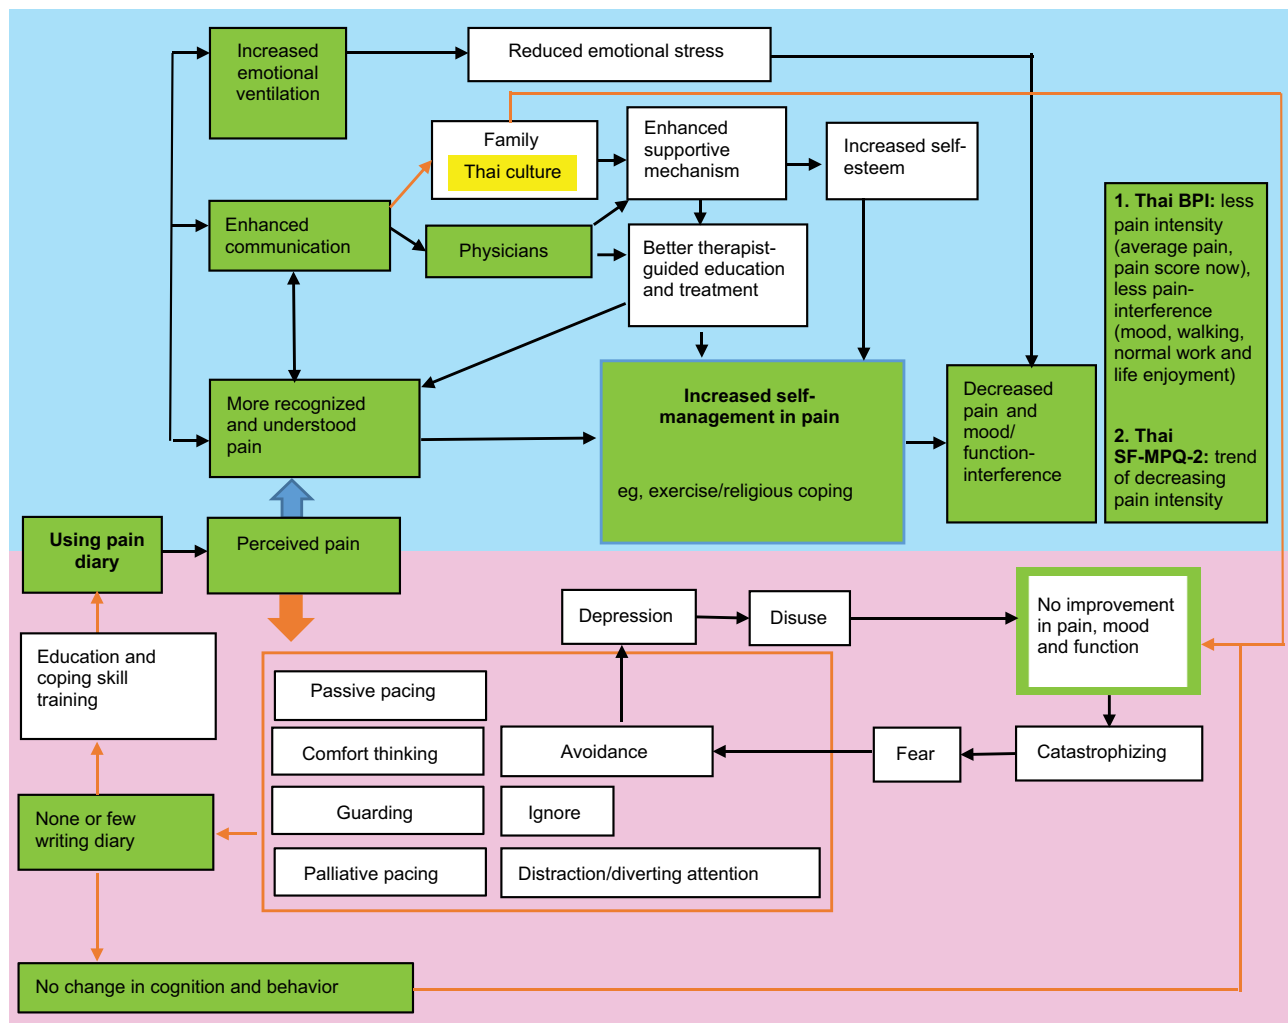 Increased
emotional
ventilation
Reduced emotional stress
Family
Thai culture
Enhanced
supportive
mechanism
Increased self-
esteem
Enhanced
communication
Physicians
Better therapist-
guided education
and treatment
1. Thai BPI: less
pain intensity
(average pain,
pain score now),
less pain-
interference
(mood, walking,
normal work and
life enjoyment)
2. Thai
SF-MPQ-2: trend
of decreasing
pain intensity
More recognized
and understood
pain
Increased self-
management in pain
eg, exercise/religious coping
Decreased
pain and
mood/
function-
interference
Using pain
diary
Perceived pain
Education and
coping skill
training
None or few
writing diary
No change in cognition and behavior
Passive pacing
Comfort thinking
Guarding
Palliative pacing
Avoidance
Ignore
Distraction/diverting attention
Depression
Disuse
No improvement
in pain, mood
and function
Fear
Catastrophizing